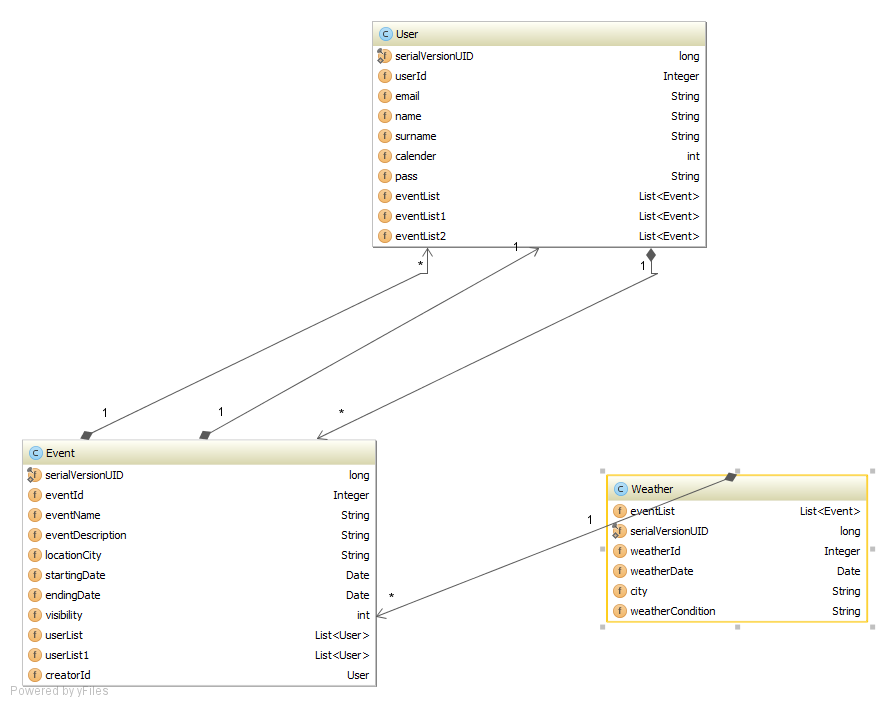 C User
f serialVersionUID long
f userId Integer
f email String
f name String
f surname String
f calender int
f pass String
f eventList List<Event>
f eventList1 List<Event>
f eventList2 List<Event>
* 1 1
1 1 *
C Event
f serialVersionUID long
f eventId Integer
f eventName String
f eventDescription String
f locationCity String
f startingDate Date
f endingDate Date
f visibility int
f userList List<User>
f userList1 List<User>
f creatorId User
C Weather
f eventList List<Event>
f serialVersionUID long
f weatherId Integer
f weatherDate Date
f city String
f weatherCondition String
1
*
Powered by yFiles